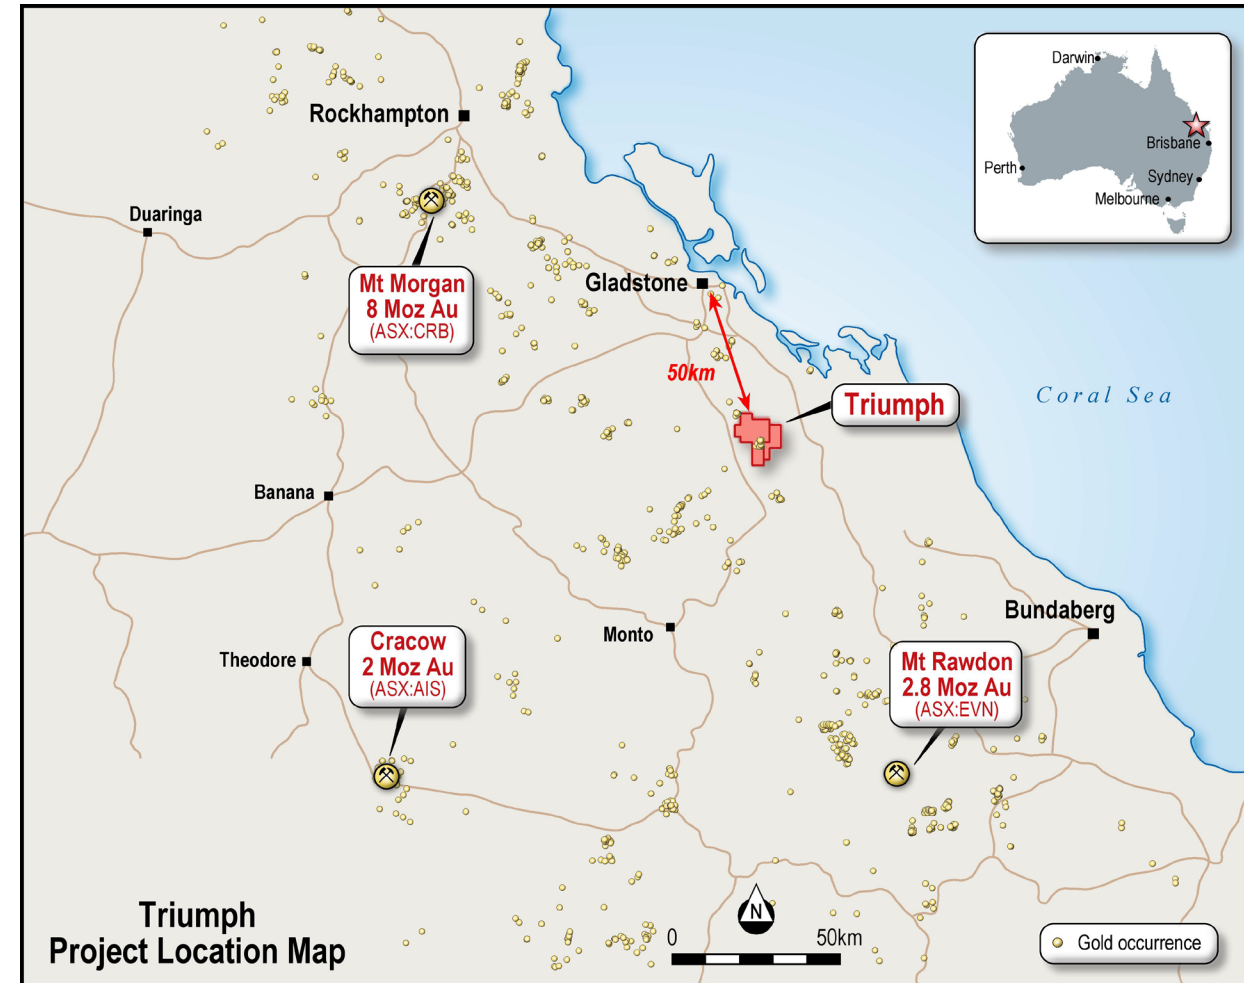 Darwin
Rockhampton
Brisbane
Perth
Sydney
Melbourne
Duaringa
Mt Morgan
8 Moz Au
(ASX:CRB)
Gladstone
50km
Coral Sea
Triumph
Banana
Bundaberg
Monto
Cracow
2 Moz Au
(ASX:AIS)
Theodore
Mt Rawdon
2.8 Moz Au
(ASX:EVN)
Triumph
Project Location Map
N
0 50km
Gold occurrence